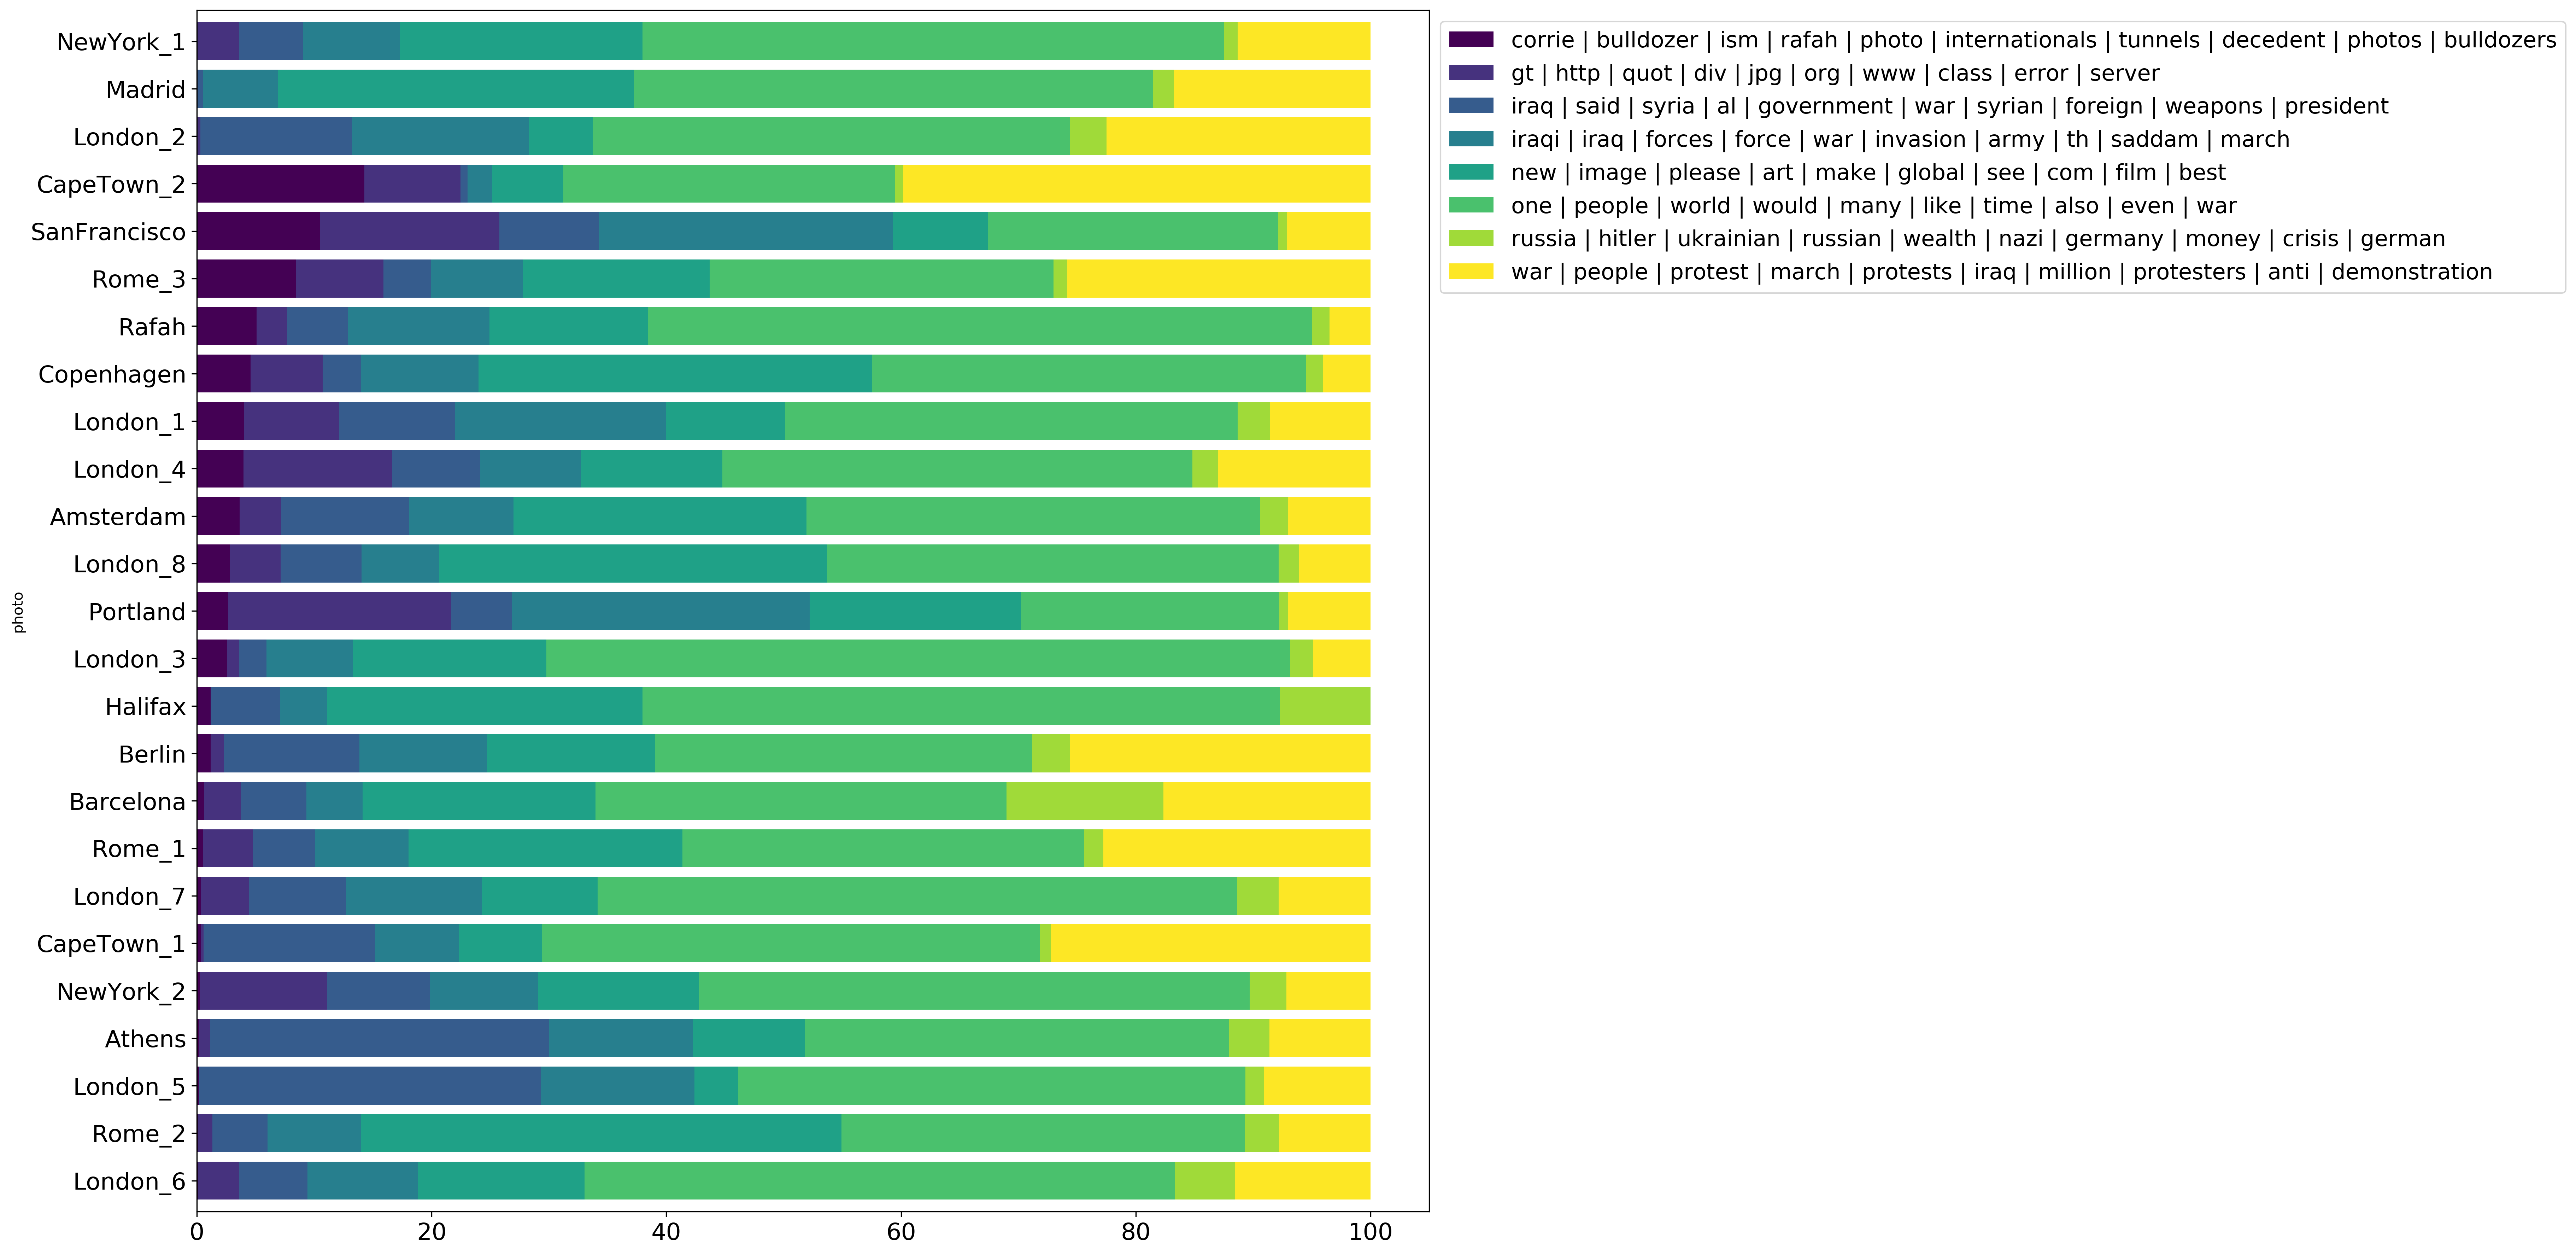 NewYork_1
Madrid
London_2
CapeTown_2
SanFrancisco
Rome_3
Rafah
Copenhagen
London_1
London_4
Amsterdam
London_8
Portland
London_3
Halifax
Berlin
Barcelona
Rome_1
London_7
CapeTown_1
NewYork_2
Athens
London_5
Rome_2
London_6
photo
0 20 40 60 80 100
corrie | bulldozer | ism | rafah | photo | internationals | tunnels | decedent | photos | bulldozers
gt | http | quot | div | jpg | org | www | class | error | server
iraq | said | syria | al | government | war | syrian | foreign | weapons | president
iraqi | iraq | forces | force | war | invasion | army | th | saddam | march
new | image | please | art | make | global | see | com | film | best
one | people | world | would | many | like | time | also | even | war
russia | hitler | ukrainian | russian | wealth | nazi | germany | money | crisis | german
war | people | protest | march | protests | iraq | million | protesters | anti | demonstration